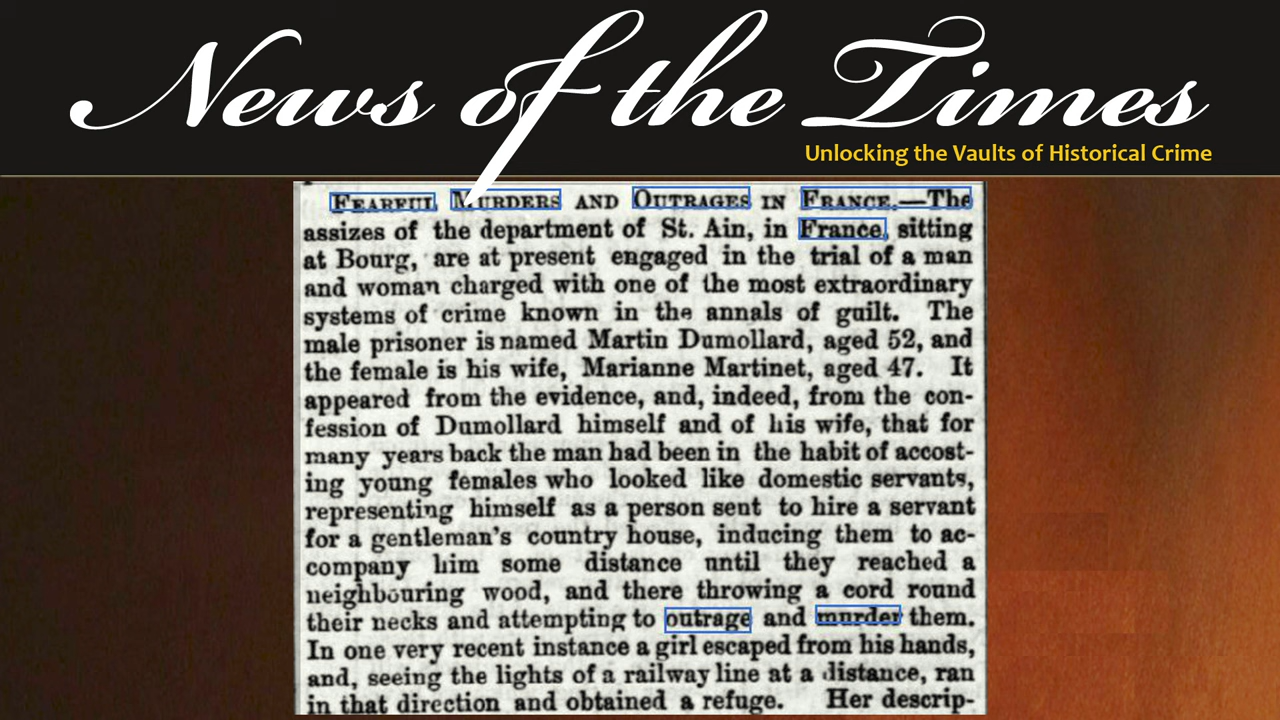 News of the Times
Unlocking the Vaults of Historical Crime
FEARFUL MURDERS AND OUTRAGES IN FRANCE.—The
assizes of the department of St. Ain, in France, sitting
at Bourg, are at present engaged in the trial of a man
and woman charged with one of the most extraordinary
systems of crime known in the annals of guilt. The
male prisoner is named Martin Dumollard, aged 52, and
the female is his wife, Marianne Martinet, aged 47. It
appeared from the evidence, and, indeed, from the con-
fession of Dumollard himself and of his wife, that for
many years back the man had been in the habit of accost-
ing young females who looked like domestic servants,
representing himself as a person sent to hire a servant
for a gentleman's country house, inducing them to ac-
company him some distance until they reached a
neighbouring wood, and there throwing a cord round
their necks and attempting to outrage and murder them.
In one very recent instance a girl escaped from his hands,
and, seeing the lights of a railway line at a distance, ran
in that direction and obtained a refuge. Her descrip-